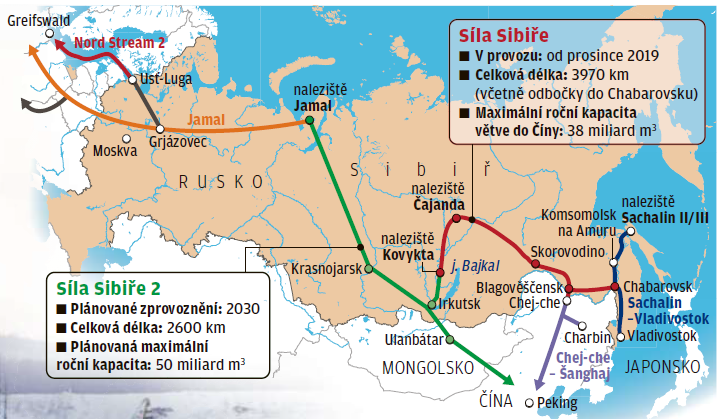 Greifswald
Nord Stream 2
Ust-Luga
Jamal
Moskva
Grjázovec
naleziště
Jamal
RUSKO
Sibiř
Síla Sibiře
■ V provozu: od prosince 2019
■ Celková délka: 3970 km
(včetně odbočky do Chabarovsku)
■ Maximální roční kapacita
větve do Číny: 38 miliard m³
naleziště
Čajanda
naleziště
Kovykta
j. Bajkal
Krasnojarsk
Irkutsk
Komsomolsk
na Amuru
naleziště
Sachalin II/III
Skorovodino
Blagověščensk
Chej-che
Chabarovsk
Sachalin
–Vladivostok
Vladivostok
Charbin
Chej-che
– Šanghaj
JAPONSKO
Ulanbátar
MONGOLSKO
ČÍNA
Peking
Síla Sibiře 2
■ Plánované zprovoznění: 2030
■ Celková délka: 2600 km
■ Plánovaná maximální
roční kapacita: 50 miliard m³